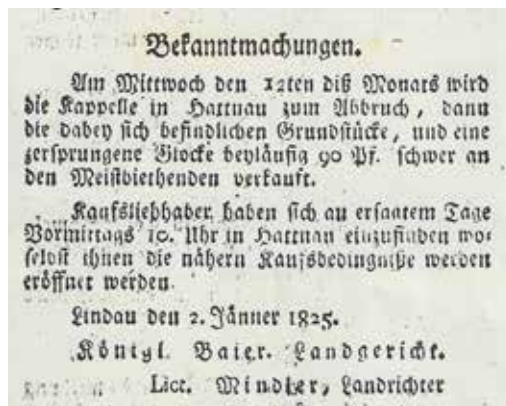 Bekanntmachungen.
Am Mittwoch den 12ten diß Monats wird
die Kappelle in Hattnau zum Abbruch, dann
die dabey sich befindlichen Grundstücke, und eine
zersprungene Glocke beyläufig 90 Pf. schwer an
den Meistbiethenden verkauft.
Kaufsliebhaber haben sich an ersagtem Tage
Vormittags 10. Uhr in Hattnau einzufinden wo-
selbst ihnen die nähern Kaufsbedingniße werden
eröffnet werden.
Lindau den 2. Jänner 1825.
Königl. Baier. Landgericht.
Lict. Landrichter